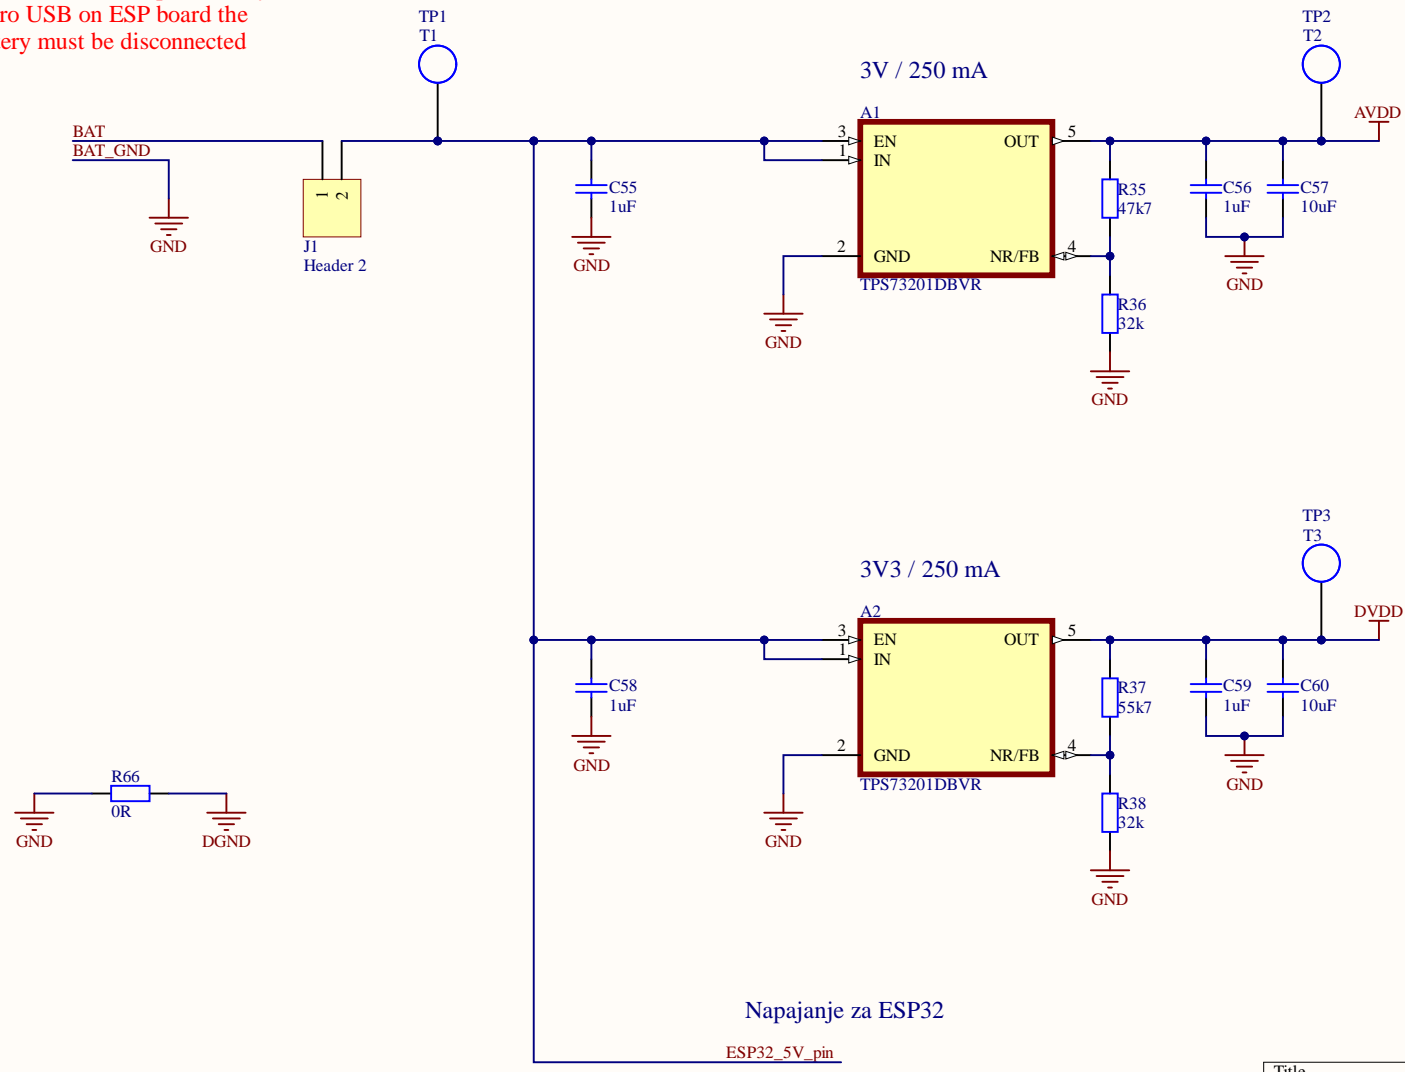 ro USB on ESP board the
ery must be disconnected
TP1
T1
TP2
T2
3V / 250 mA
BAT
BAT_GND
GND
1
2
J1
Header 2
C55
1uF
GND
A1
3
EN
1
IN
2
GND
OUT
5
NR/FB
4
TPS73201DBVR
GND
R35
47k7
R36
32k
GND
C56
1uF
C57
10uF
GND
AVDD
TP3
T3
3V3 / 250 mA
C58
1uF
GND
A2
3
EN
1
IN
2
GND
OUT
5
NR/FB
4
TPS73201DBVR
GND
R37
55k7
R38
32k
GND
C59
1uF
C60
10uF
GND
DVDD
R66
0R
GND
DGND
Napajanje za ESP32
ESP32_5V_pin
Title